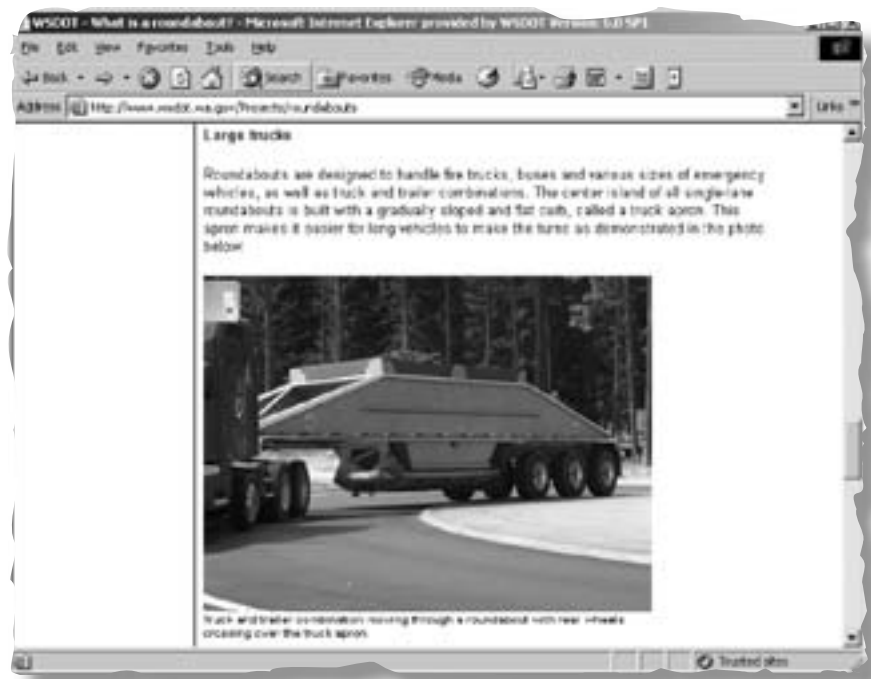 WSDOT - What is a roundabout? - Microsoft Internet Explorer provided by WSDOT Version 6.0 SP1
File Edit View Favorites Tools Help
Back Search Favorites Media
Address http://www.wsdot.wa.gov/Projects/roundabouts Links
Large trucks
Roundabouts are designed to handle fire trucks, buses and various sizes of emergency
vehicles, as well as truck and trailer combinations. The center island of all single-lane
roundabouts is built with a gradually sloped and flat curb, called a truck apron. This
apron makes it easier for long vehicles to make the turns as demonstrated in the photo
below.
Truck and trailer combination moving through a roundabout with rear wheels
crossing over the truck apron.
Trusted sites